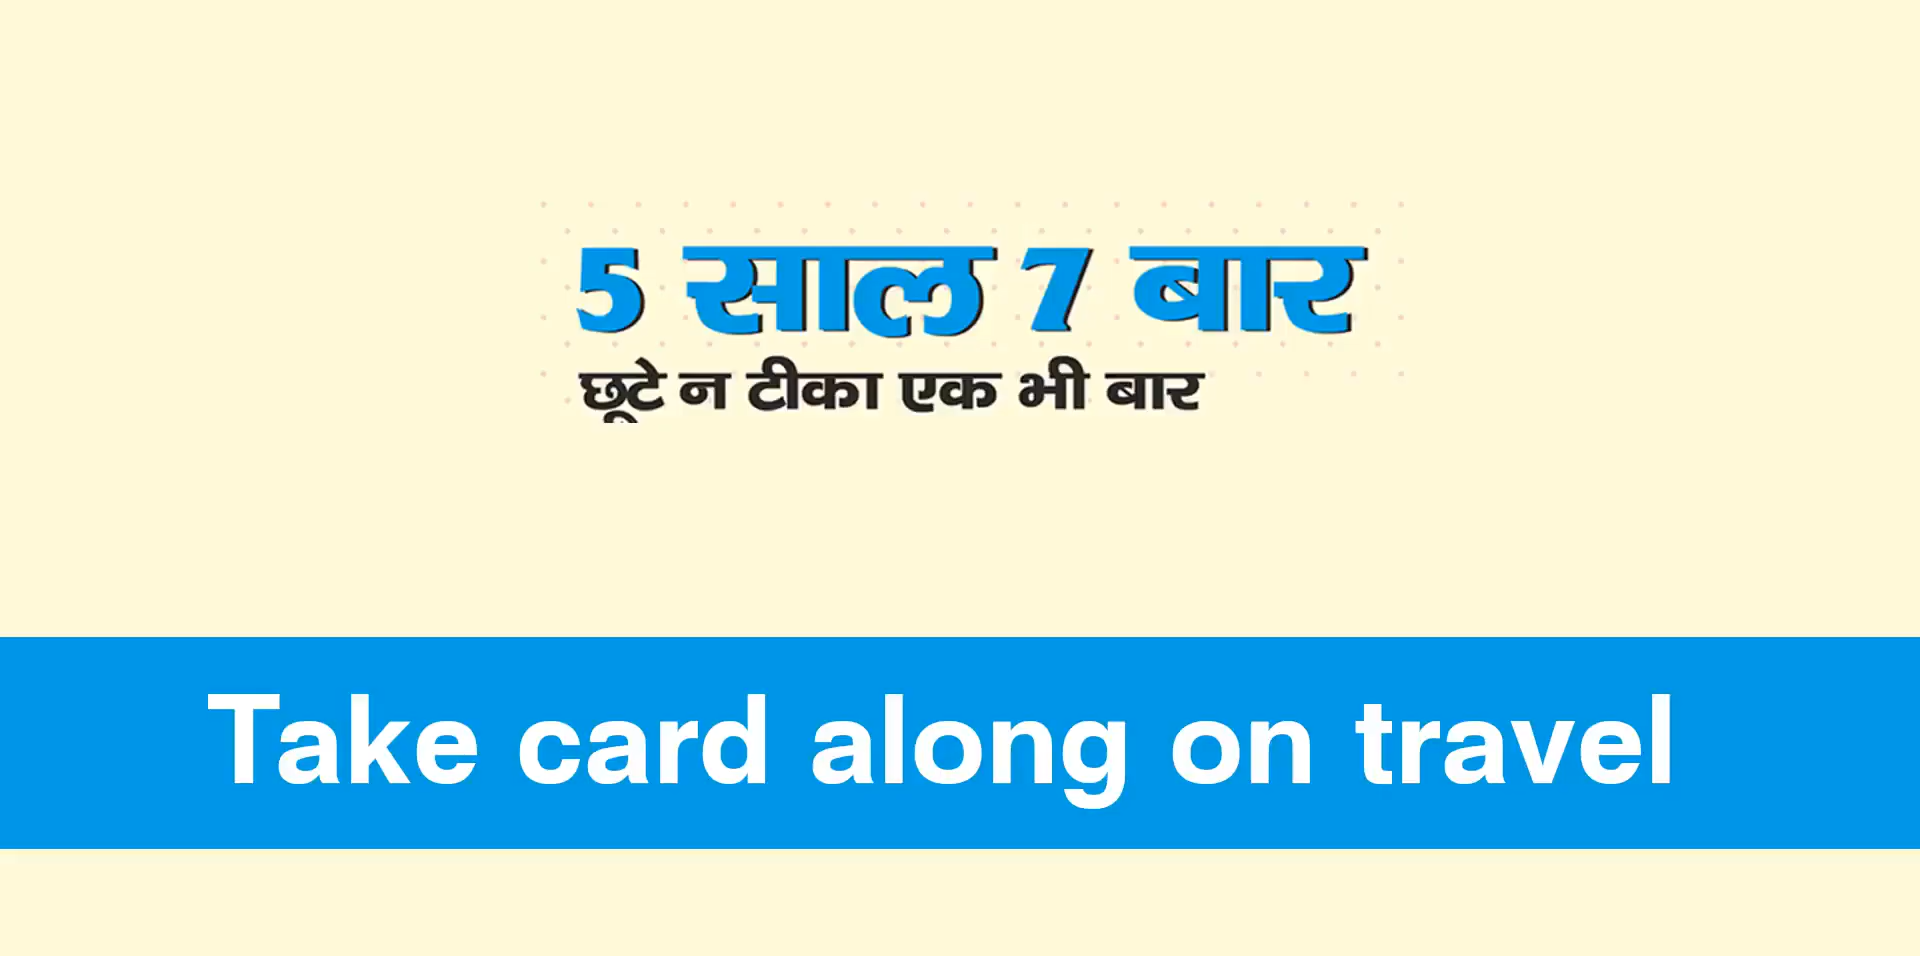 5 साल 7 बार
छूटे न टीका एक भी बार
Take card along on travel